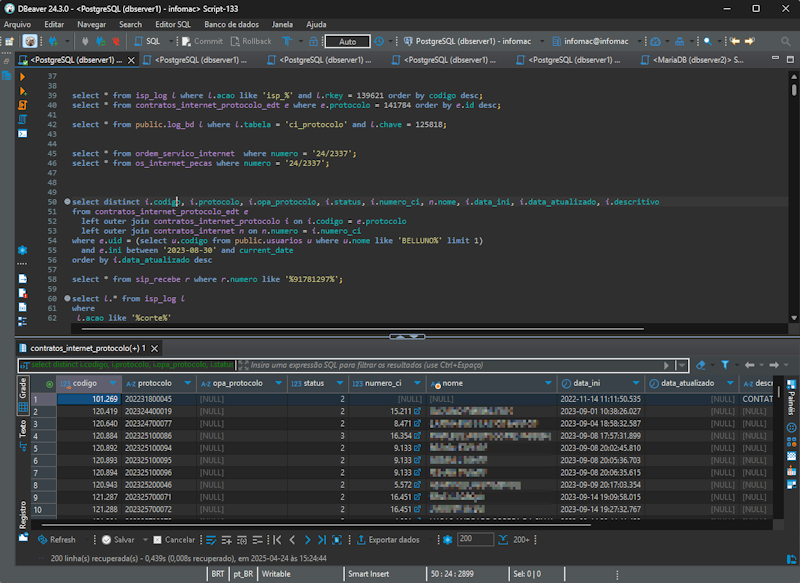 DBeaver 24.3.0 - <PostgreSQL (dbserver1) - infomac> Script-133
Arquivo Editar Navegar Search Editor SQL Banco de dados Janela Ajuda
SQL Commit Rollback Auto PostgreSQL (dbserver1) - infomac infomac@infomac
<PostgreSQL (dbserver1)... <PostgreSQL (dbserver1) ... <PostgreSQL (dbserver1) ... <PostgreSQL (dbserver1) ... <PostgreSQL (dbserver1) ... <MariaDB (dbserver2)> S...
37
38
39 select * from isp_log l where l.acao like 'isp_%' and l.rkey = 139621 order by codigo desc;
40 select * from contratos_internet_protocolo_edt e where e.protocolo = 141784 order by e.id desc;
42 select * from public.log_bd l where l.tabela = 'ci_protocolo' and l.chave = 125818;
45 select * from ordem_servico_internet where numero = '24/2337';
46 select * from os_internet_pecas where numero = '24/2337';
50 select distinct i.codigo, i.protocolo, i.opa_protocolo, i.status, i.numero_ci, n.nome, i.data_ini, i.data_atualizado, i.descritivo
51 from contratos_internet_protocolo_edt e
52 left outer join contratos_internet_protocolo i on i.codigo = e.protocolo
53 left outer join contratos_internet n on n.numero = i.numero_ci
54 where e.uid = (select u.codigo from public.usuarios u where u.nome like 'BELLUNO%' limit 1)
55 and e.ini between '2023-08-30' and current_date
56 order by i.data_atualizado desc
58 select * from sip_recebe r where r.numero like '%91781297%';
60 select l.* from isp_log l
61 where
62 l.acao like '%corte%'
contratos_internet_protocolo(+) 1
select distinct i.codigo, i.protocolo, i.opa_protocolo, i.status Insira uma expressão SQL para filtrar os resultados (use Ctrl+Espaço)
Grade
Texto
Registro
Painéis
123 codigo A-Z protocolo A-Z opa_protocolo 123 status 123 numero_ci A-Z nome data_ini data_atualizado A-Z descri
1 101.269 202231800045 [NULL] 2 [NULL] [NULL] 2022-11-14 11:11:50.535 [NULL] CONTAT
2 120.419 202324400019 [NULL] 2 15.211 2023-09-01 10:38:26.027 [NULL] [NULL]
3 120.640 202324700077 [NULL] 2 8.471 2023-09-04 18:58:32.587 [NULL] [NULL]
4 120.884 202325100086 [NULL] 3 16.354 2023-09-08 17:57:31.899 [NULL] [NULL]
5 120.892 202325100094 [NULL] 2 9.133 2023-09-08 20:02:45.810 [NULL] [NULL]
6 120.893 202325100095 [NULL] 2 9.133 2023-09-08 20:05:36.703 [NULL] [NULL]
7 120.894 202325100096 [NULL] 2 9.133 2023-09-08 20:06:35.615 [NULL] [NULL]
8 120.943 202325200046 [NULL] 2 5.572 2023-09-09 20:17:03.354 [NULL] [NULL]
9 121.287 202325700071 [NULL] 2 16.451 2023-09-14 19:09:58.015 [NULL] [NULL]
10 121.288 202325700072 [NULL] 2 16.451 2023-09-14 19:27:32.767 [NULL] [NULL]
Refresh Salvar Cancelar Exportar dados 200 200+
200 linha(s) recuperada(s) - 0,439s (0,008s recuperado), em 2025-04-24 às 15:24:44
BRT pt_BR Writable Smart Insert 50 : 24 : 2899 Sel: 0 | 0